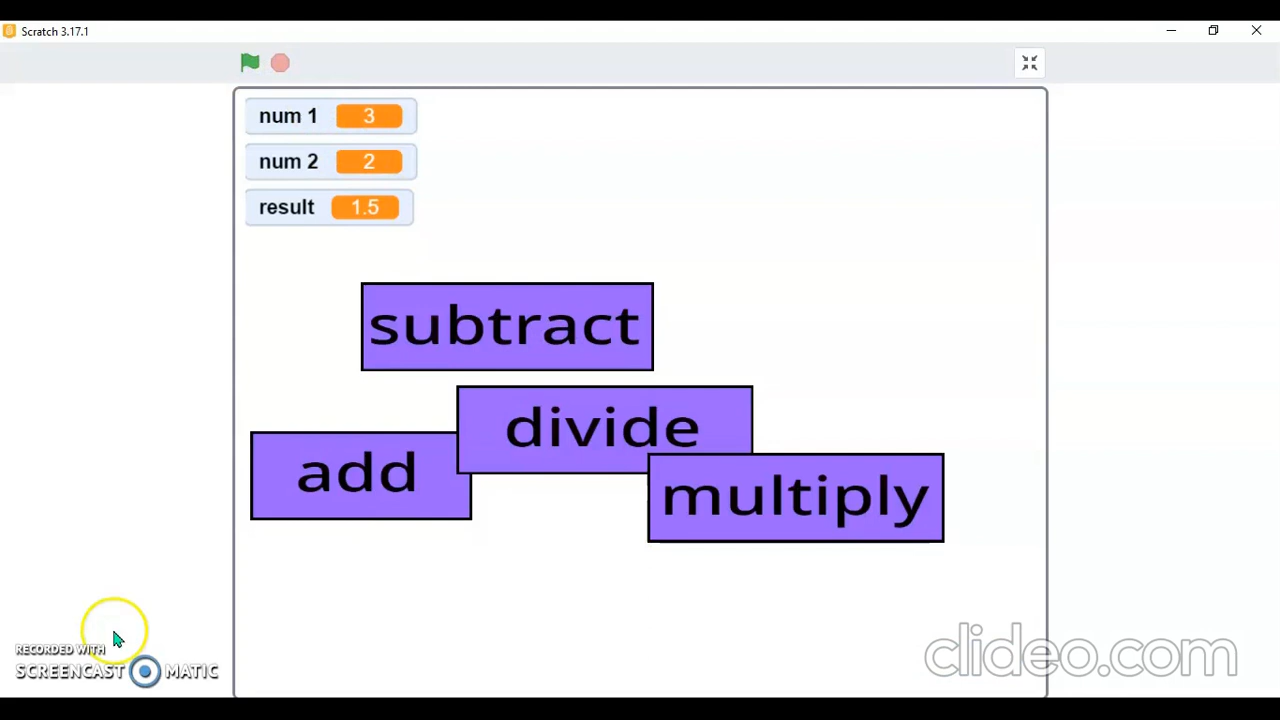 Scratch 3.17.1
num 1 3
num 2 2
result 1.5
subtract
divide
add
multiply
RECORDED WITH
SCREENCAST MATIC
clideo.com